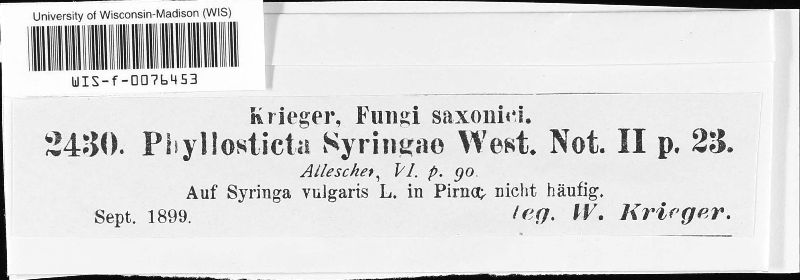 University of Wisconsin-Madison (WIS)
WIS-f-0076453
Krieger, Fungi saxonici.
2430. Phyllosticta Syringae West. Not. II p. 23.
Allescher, VI. p. 90.
Auf Syringa vulgaris L. in Pirna, nicht häufig.
Sept. 1899.
leg. W. Krieger.